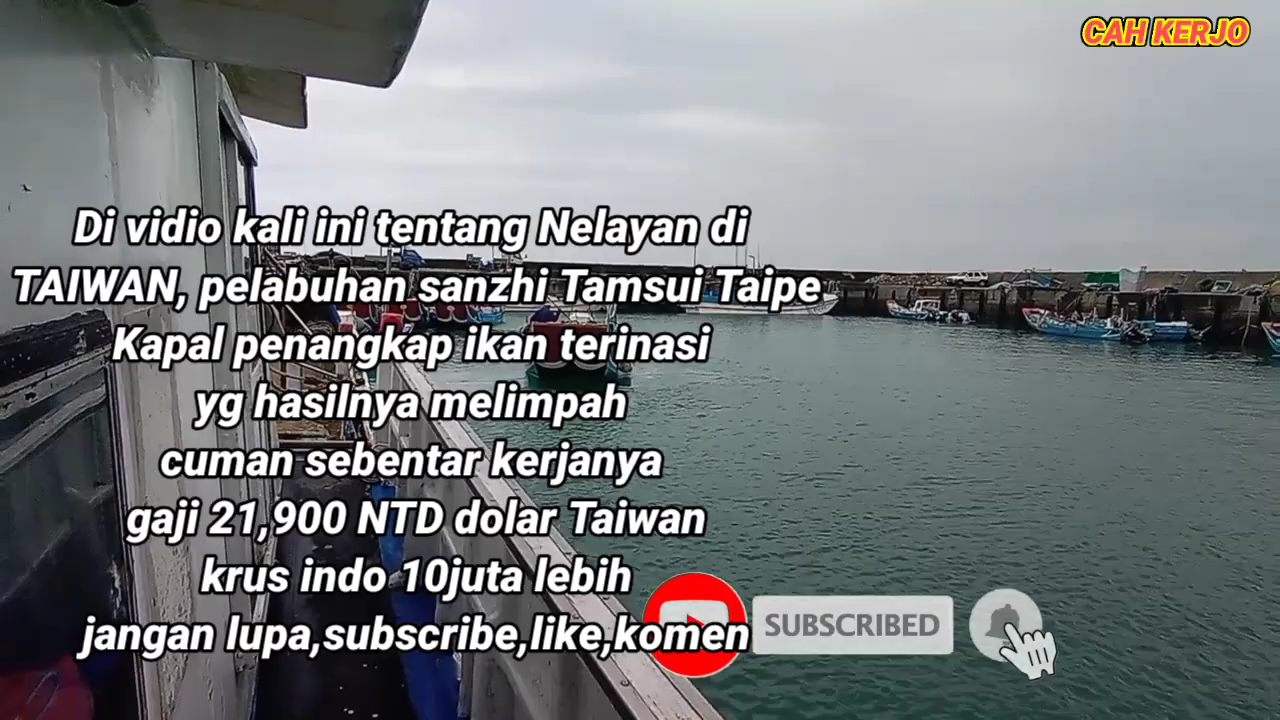 CAH KERJO
Di vidio kali ini tentang Nelayan di
TAIWAN, pelabuhan sanzhi Tamsui Taipe
Kapal penangkap ikan terinasi
yg hasilnya melimpah
cuman sebentar kerjanya
gaji 21,900 NTD dolar Taiwan
krus indo 10juta lebih
jangan lupa,subscribe,like,komen
SUBSCRIBED